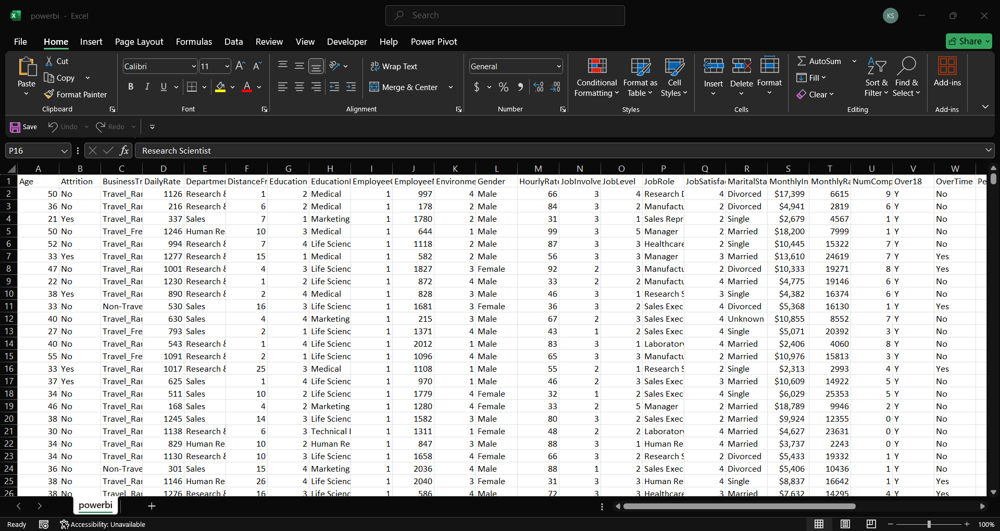 powerbi - Excel
Search
KS
File Home Insert Page Layout Formulas Data Review View Developer Help Power Pivot
Share
Paste
Cut
Copy
Format Painter
Clipboard
Calibri 11
B I U A
Font
Wrap Text
Merge & Center
Alignment
General
$ % 9 .00 .00
Number
Conditional Formatting
Format as Table
Cell Styles
Styles
Insert Delete Format
Cells
AutoSum
Fill
Clear
Sort & Filter
Find & Select
Editing
Add-ins
Add-ins
Save Undo Redo
P16 fx Research Scientist
A B C D E F G H I J K L M N O P Q R S T U V W
1 Age Attrition BusinessTr DailyRate Departmen DistanceFr Education EducationI EmployeeC EmployeeN Environme Gender HourlyRate JobInvolve JobLevel JobRole JobSatisfac MaritalSta MonthlyIn MonthlyRa NumComp Over18 OverTime Pe
2 50 No Travel_Rar 1126 Research & 1 2 Medical 1 997 4 Male 66 3 4 Research D 4 Divorced $17,399 6615 9 Y No
3 36 No Travel_Rar 216 Research & 6 2 Medical 1 178 2 Male 84 3 2 Manufactu 2 Divorced $4,941 2819 6 Y No
4 21 Yes Travel_Rar 337 Sales 7 1 Marketing 1 1780 2 Male 31 3 1 Sales Repr 2 Single $2,679 4567 1 Y No
5 50 No Travel_Fre 1246 Human Re 10 3 Medical 1 644 1 Male 99 3 5 Manager 2 Married $18,200 7999 1 Y No
6 52 No Travel_Rar 994 Research & 7 4 Life Scienc 1 1118 2 Male 87 3 3 Healthcare 2 Single $10,445 15322 7 Y No
7 33 Yes Travel_Rar 1277 Research & 15 1 Medical 1 582 2 Male 56 3 3 Manager 3 Married $13,610 24619 7 Y Yes
8 47 No Travel_Rar 1001 Research & 4 3 Life Scienc 1 1827 3 Female 92 2 3 Manufactu 2 Divorced $10,333 19271 8 Y Yes
9 22 No Travel_Rar 1230 Research & 1 2 Life Scienc 1 872 4 Male 33 2 2 Manufactu 4 Married $4,775 19146 6 Y No
10 38 Yes Travel_Rar 890 Research & 2 4 Medical 1 828 3 Male 46 3 1 Research S 3 Single $4,382 16374 6 Y No
11 33 No Non-Trave 530 Sales 16 3 Life Scienc 1 1681 3 Female 36 3 2 Sales Exec 4 Divorced $5,368 16130 1 Y Yes
12 40 No Travel_Rar 630 Sales 4 4 Marketing 1 215 3 Male 67 2 3 Sales Exec 4 Unknown $10,855 8552 7 Y No
13 27 No Travel_Fre 793 Sales 2 1 Life Scienc 1 1371 4 Male 43 1 2 Sales Exec 4 Single $5,071 20392 3 Y No
14 40 No Travel_Rar 543 Research & 1 4 Life Scienc 1 2012 1 Male 83 3 1 Laboratory 4 Married $2,406 4060 8 Y No
15 55 No Travel_Fre 1091 Research & 2 1 Life Scienc 1 1096 4 Male 65 3 3 Manufactu 2 Married $10,976 15813 3 Y No
16 33 Yes Travel_Rar 1017 Research & 25 3 Medical 1 1108 1 Male 55 2 1 Research S 2 Single $2,313 2993 4 Y Yes
17 37 Yes Travel_Rar 625 Sales 1 4 Life Scienc 1 970 1 Male 46 2 3 Sales Exec 3 Married $10,609 14922 5 Y No
18 34 No Travel_Rar 511 Sales 10 2 Life Scienc 1 1779 4 Female 32 1 2 Sales Exec 4 Single $6,029 25353 5 Y No
19 46 No Travel_Rar 168 Sales 4 2 Marketing 1 1280 4 Female 33 2 5 Manager 2 Married $18,789 9946 2 Y No
20 38 No Travel_Rar 1245 Sales 14 3 Life Scienc 1 1582 3 Male 80 3 2 Sales Exec 2 Married $9,924 12355 0 Y No
21 30 No Travel_Rar 1138 Research & 6 3 Technical I 1 1311 1 Female 48 2 2 Laboratory 4 Married $4,627 23631 0 Y No
22 34 No Travel_Rar 829 Human Re 10 2 Human Re 1 847 3 Male 88 3 1 Human Re 4 Married $3,737 2243 0 Y No
23 34 No Travel_Rar 1130 Research & 10 3 Life Scienc 1 1658 4 Female 66 3 2 Research S 2 Divorced $5,433 19332 1 Y No
24 36 No Non-Trave 301 Sales 15 4 Marketing 1 2036 4 Male 88 1 2 Sales Exec 4 Divorced $5,406 10436 1 Y No
25 38 No Travel_Rar 1146 Human Re 26 4 Life Scienc 1 2040 3 Female 31 3 3 Human Re 4 Single $8,837 16642 1 Y Yes
26 38 No Travel_Rar 1276 Research & 16 3 Life Scienc 1 586 4 Male 72 3 3 Healthcare 3 Married $7,632 14295 4 Y Yes
powerbi
Ready Accessibility: Unavailable 100%